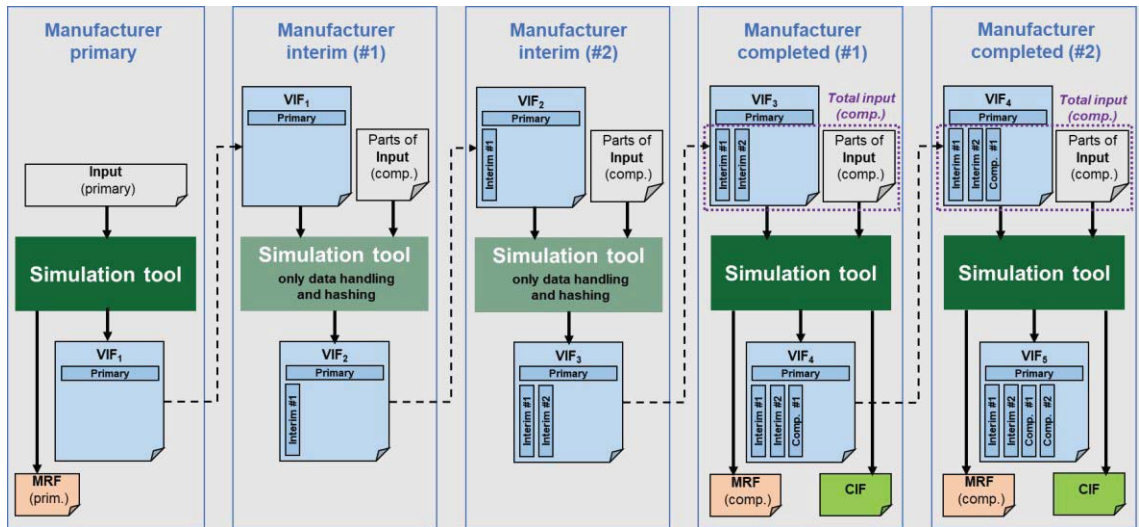 Manufacturer
primary
Input
(primary)
Simulation tool
VIF₁
Primary
MRF
(prim.)
Manufacturer
interim (#1)
VIF₁
Primary
Parts of
Input
(comp.)
Simulation tool
only data handling
and hashing
VIF₂
Primary
Interim #1
Manufacturer
interim (#2)
VIF₂
Primary
Interim #1
Parts of
Input
(comp.)
Simulation tool
only data handling
and hashing
VIF₃
Primary
Interim #1
Interim #2
Manufacturer
completed (#1)
VIF₃
Primary
Interim #1
Interim #2
Total input
(comp.)
Parts of
Input
(comp.)
Simulation tool
VIF₄
Primary
Interim #1
Interim #2
Comp. #1
MRF
(comp.)
CIF
Manufacturer
completed (#2)
VIF₄
Primary
Interim #1
Interim #2
Comp. #1
Total input
(comp.)
Parts of
Input
(comp.)
Simulation tool
VIF₅
Primary
Interim #1
Interim #2
Comp. #1
Comp. #2
MRF
(comp.)
CIF